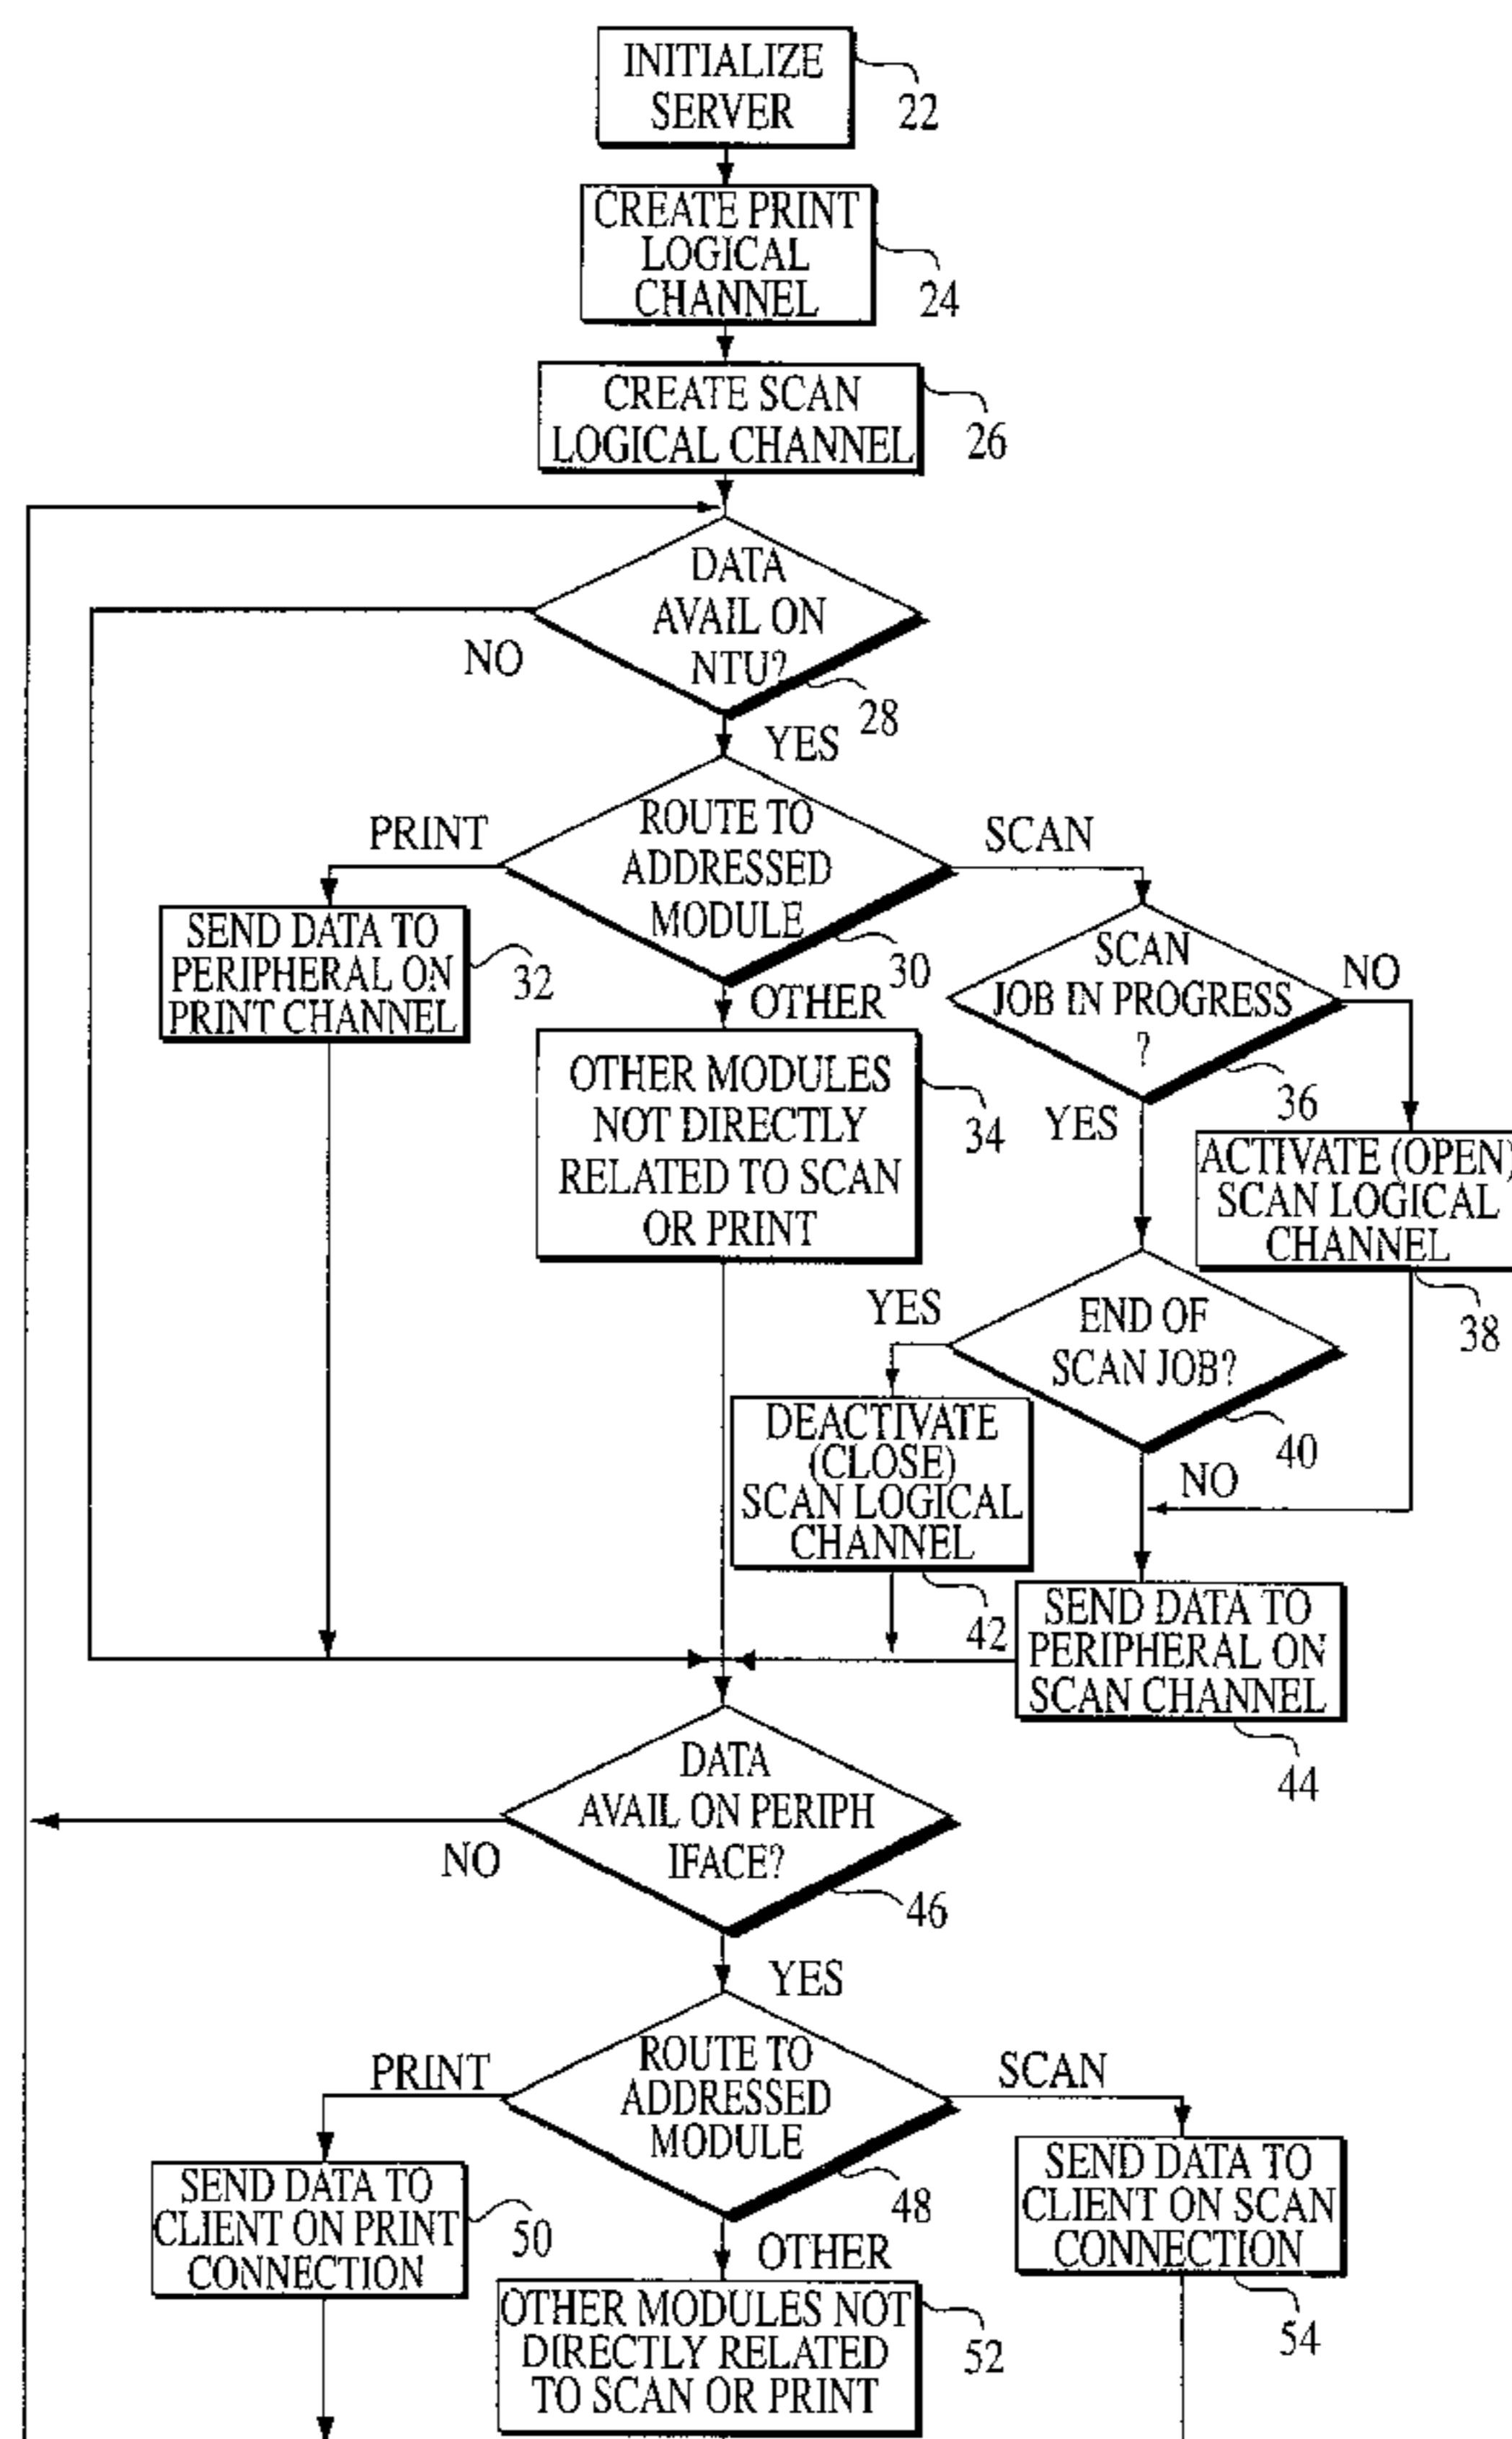 INITIALIZE
SERVER
22
CREATE PRINT
LOGICAL
CHANNEL
24
CREATE SCAN
LOGICAL CHANNEL
26
DATA
AVAIL ON
NTU?
NO
28
YES
ROUTE TO
ADDRESSED
MODULE
PRINT
SCAN
30
SEND DATA TO
PERIPHERAL ON
PRINT CHANNEL
32
OTHER
SCAN
JOB IN PROGRESS
?
NO
36
YES
OTHER MODULES
NOT DIRECTLY
RELATED TO SCAN
OR PRINT
34
ACTIVATE (OPEN)
SCAN LOGICAL
CHANNEL
38
END OF
SCAN JOB?
YES
40
NO
DEACTIVATE
(CLOSE)
SCAN LOGICAL
CHANNEL
42
SEND DATA TO
PERIPHERAL ON
SCAN CHANNEL
44
DATA
AVAIL ON PERIPH
IFACE?
NO
46
YES
ROUTE TO
ADDRESSED
MODULE
PRINT
SCAN
48
SEND DATA TO
CLIENT ON PRINT
CONNECTION
50
OTHER
SEND DATA TO
CLIENT ON SCAN
CONNECTION
54
OTHER MODULES NOT
DIRECTLY RELATED
TO SCAN OR PRINT
52